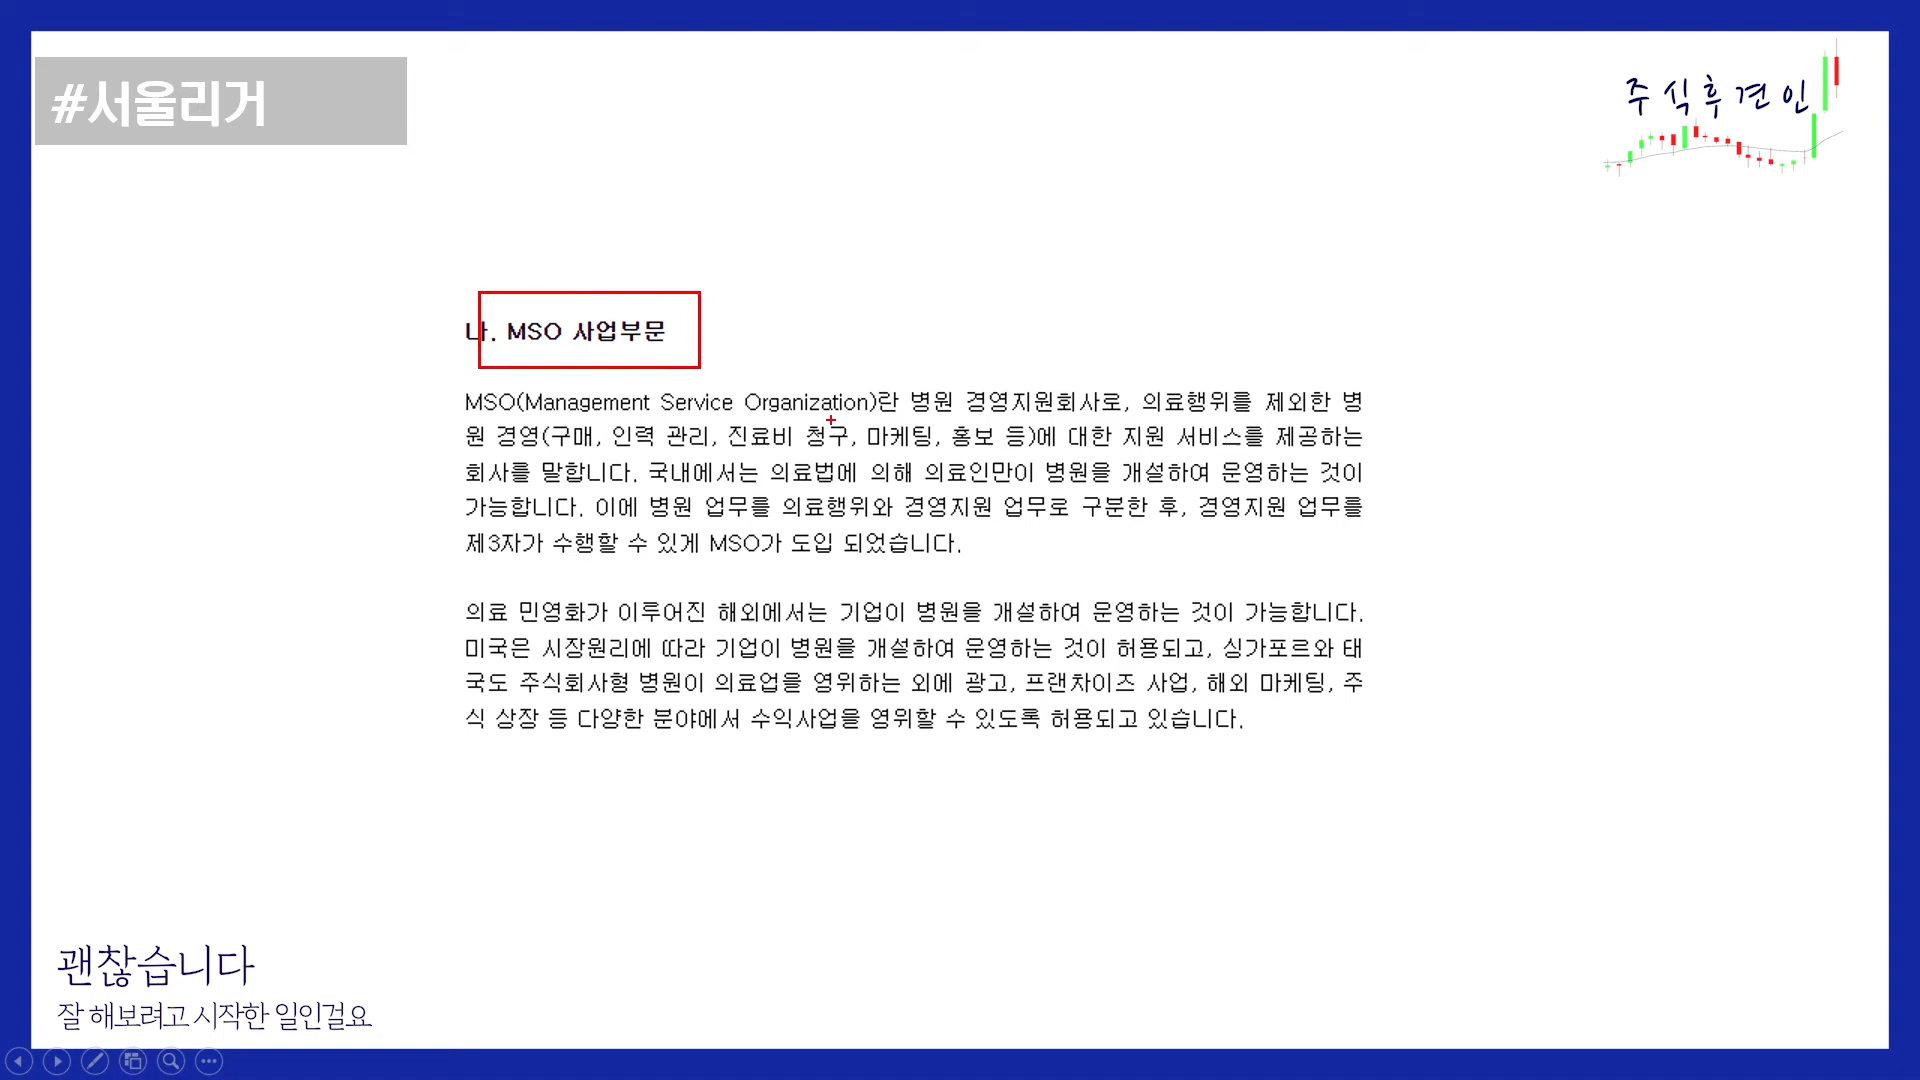 #서울리거
주식후견인
나. MSO 사업부문
MSO(Management Service Organization)란 병원 경영지원회사로, 의료행위를 제외한 병
원 경영(구매, 인력 관리, 진료비 청구, 마케팅, 홍보 등)에 대한 지원 서비스를 제공하는
회사를 말합니다. 국내에서는 의료법에 의해 의료인만이 병원을 개설하여 운영하는 것이
가능합니다. 이에 병원 업무를 의료행위와 경영지원 업무로 구분한 후, 경영지원 업무를
제3자가 수행할 수 있게 MSO가 도입 되었습니다.
의료 민영화가 이루어진 해외에서는 기업이 병원을 개설하여 운영하는 것이 가능합니다.
미국은 시장원리에 따라 기업이 병원을 개설하여 운영하는 것이 허용되고, 싱가포르와 태
국도 주식회사형 병원이 의료업을 영위하는 외에 광고, 프랜차이즈 사업, 해외 마케팅, 주
식 상장 등 다양한 분야에서 수익사업을 영위할 수 있도록 허용되고 있습니다.
괜찮습니다
잘 해보려고 시작한 일인걸요